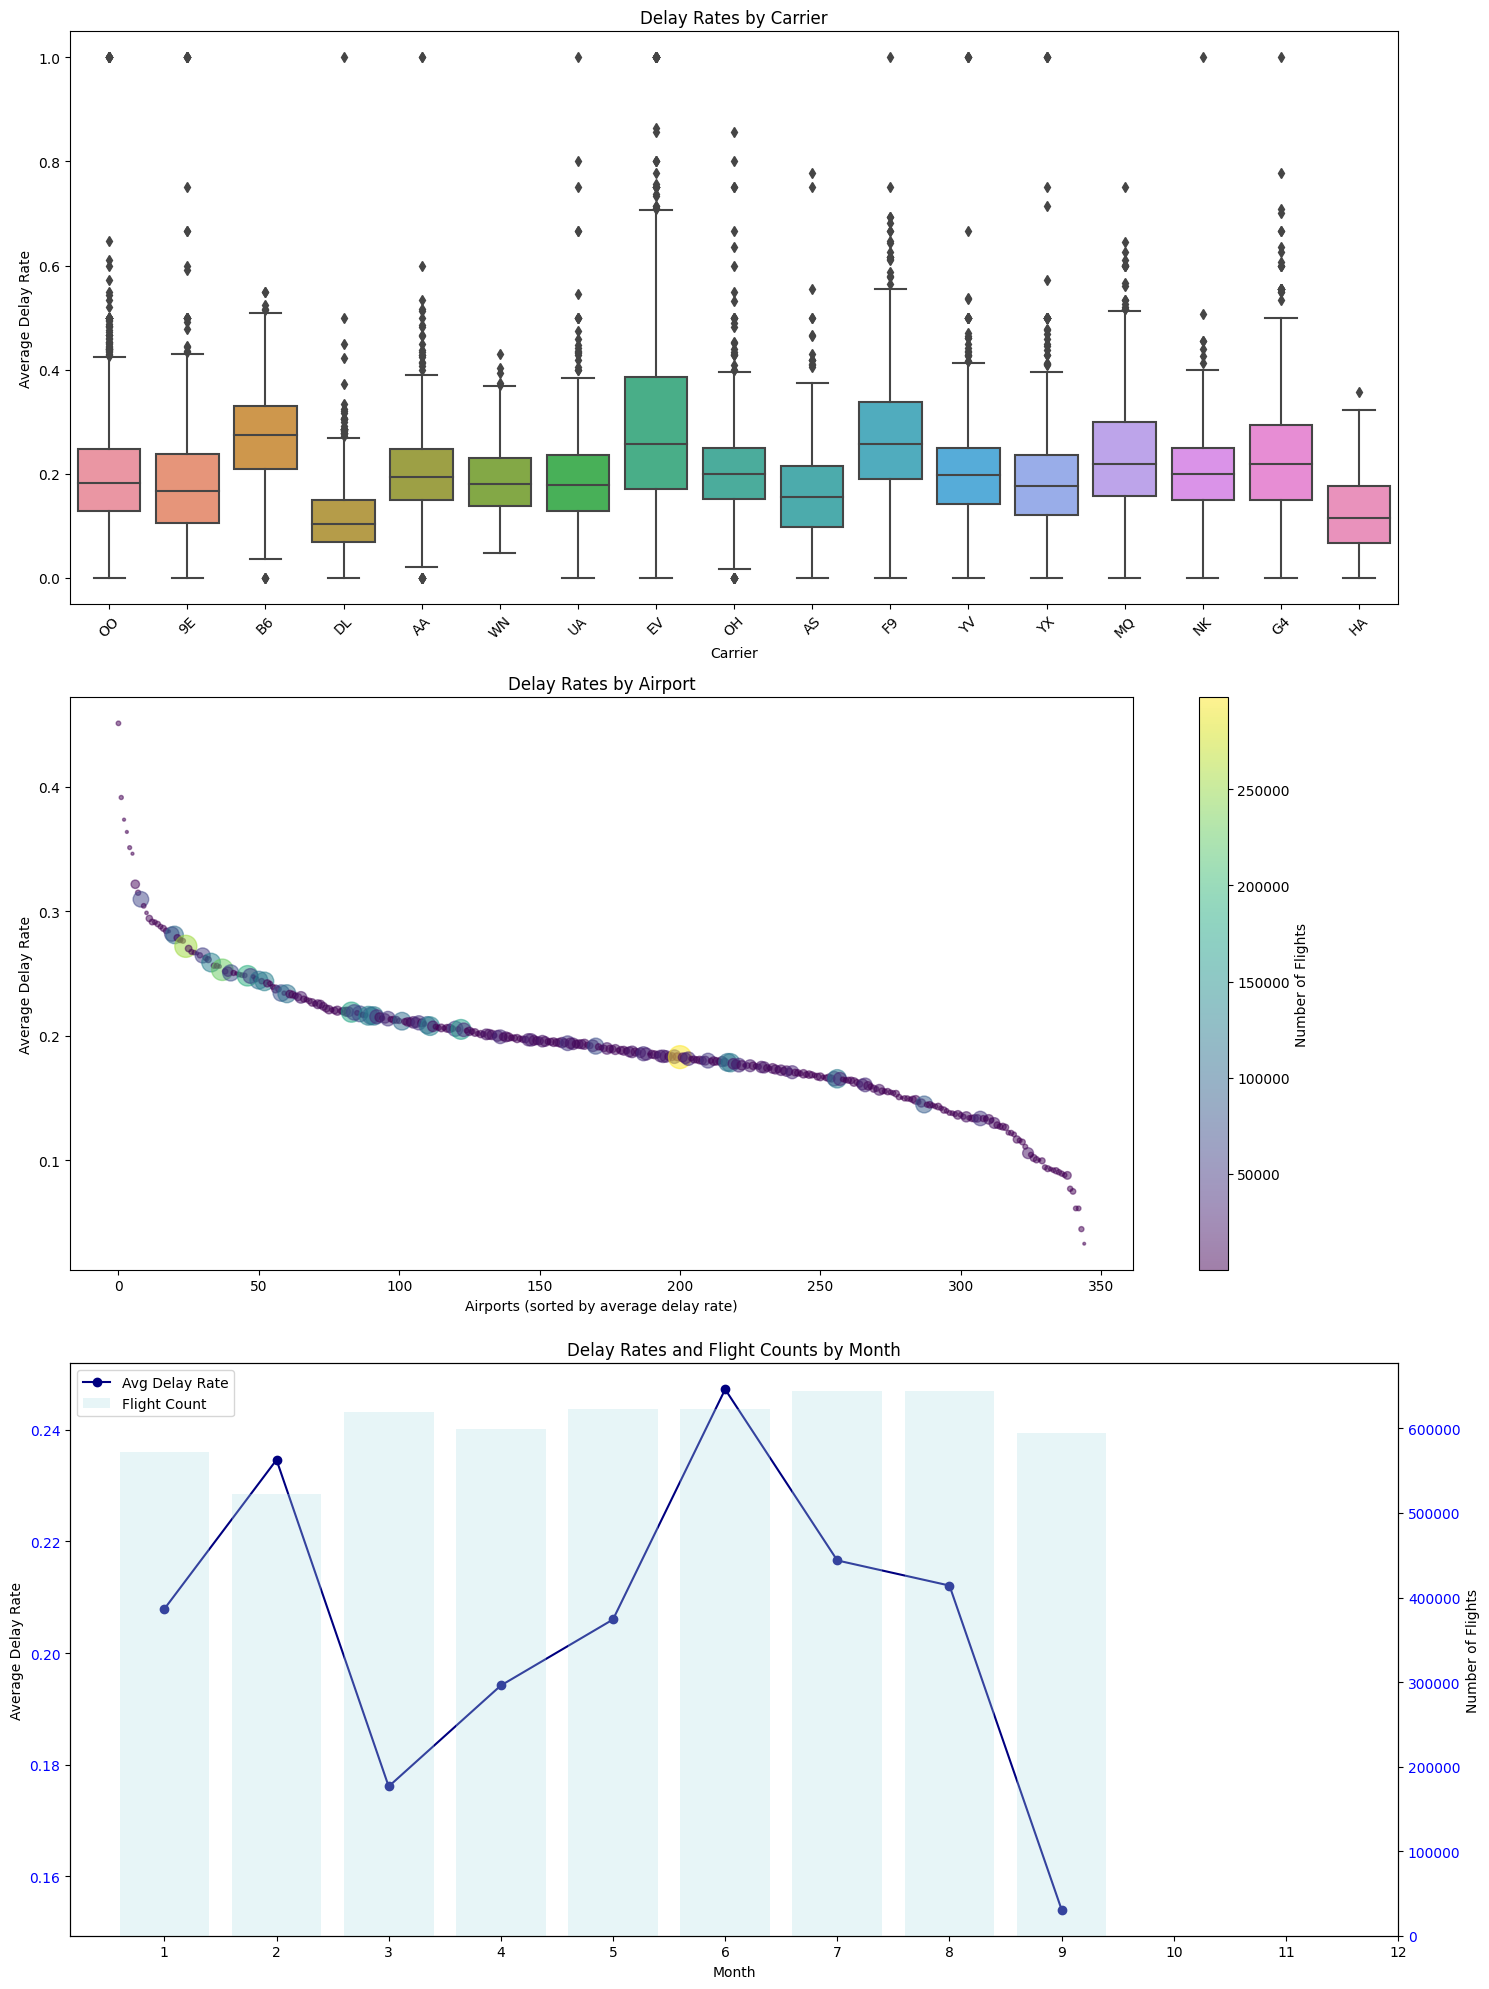 Delay Rates by Carrier
Average Delay Rate
1.0
0.8
0.6
0.4
0.2
0.0
OO 9E B6 DL AA WN UA EV OH AS F9 YV YX MQ NK G4 HA
Carrier
Delay Rates by Airport
Average Delay Rate
0.4
0.3
0.2
0.1
0 50 100 150 200 250 300 350
Airports (sorted by average delay rate)
250000
200000
150000
100000
50000
Number of Flights
Delay Rates and Flight Counts by Month
Avg Delay Rate
Flight Count
Average Delay Rate
0.24
0.22
0.20
0.18
0.16
600000
500000
400000
300000
200000
100000
0
Number of Flights
1 2 3 4 5 6 7 8 9 10 11 12
Month